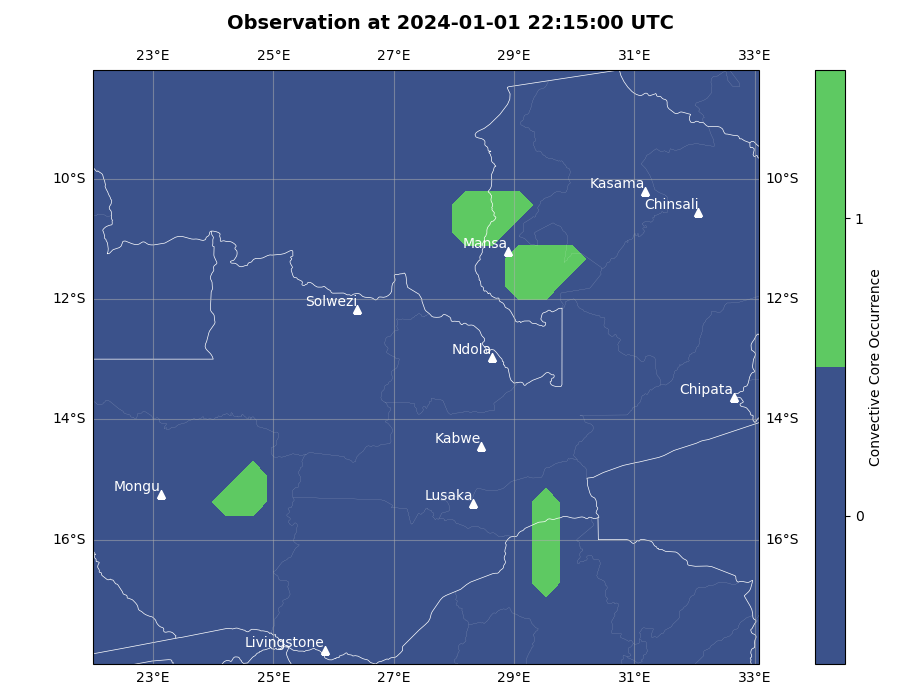 Observation at 2024-01-01 22:15:00 UTC
23°E 25°E 27°E 29°E 31°E 33°E
10°S 10°S
Kasama
Chinsali
Mansa
12°S 12°S
Solwezi
Ndola
Chipata
14°S 14°S
Kabwe
Mongu
Lusaka
16°S 16°S
Livingstone
23°E 25°E 27°E 29°E 31°E 33°E
1
0
Convective Core Occurrence